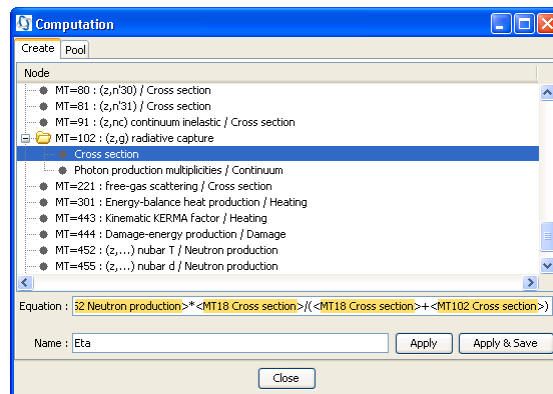 Computation
Create Pool
Node
MT=80 : (z,n'30) / Cross section
MT=81 : (z,n'31) / Cross section
MT=91 : (z,nc) continuum inelastic / Cross section
MT=102 : (z,g) radiative capture
Cross section
Photon production multiplicities / Continuum
MT=221 : free-gas scattering / Cross section
MT=301 : Energy-balance heat production / Heating
MT=443 : Kinematic KERMA factor / Heating
MT=444 : Damage-energy production / Damage
MT=452 : (z,...) nubar T / Neutron production
MT=455 : (z,...) nubar d / Neutron production
Equation : 52 Neutron production>*<MT18 Cross section>/(<MT18 Cross section>+<MT102 Cross section>)
Name : Eta Apply Apply & Save
Close